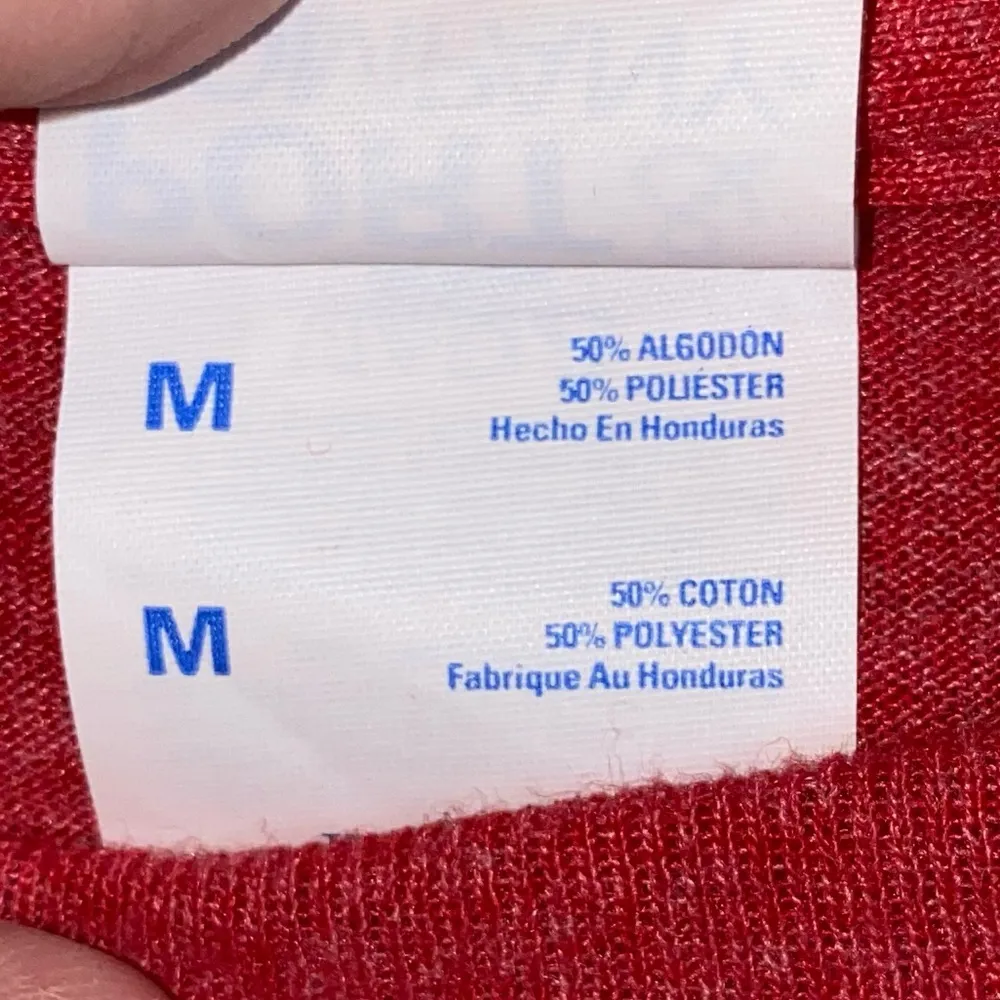 M
50% ALGODÓN
50% POLIÉSTER
Hecho En Honduras
M
50% COTON
50% POLYESTER
Fabrique Au Honduras